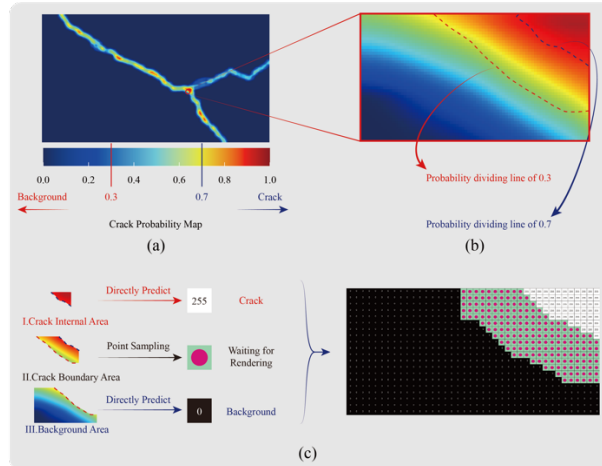 (a)
(b)
0.0 0.2 0.4 0.6 0.8 1.0
Background 0.3 0.7 Crack
Crack Probability Map
(a)
Probability dividing line of 0.3
Probability dividing line of 0.7
(b)
Directly Predict 255 Crack
I.Crack Internal Area
Point Sampling Waiting for
Rendering
II.Crack Boundary Area
Directly Predict 0 Background
III.Background Area
(c)